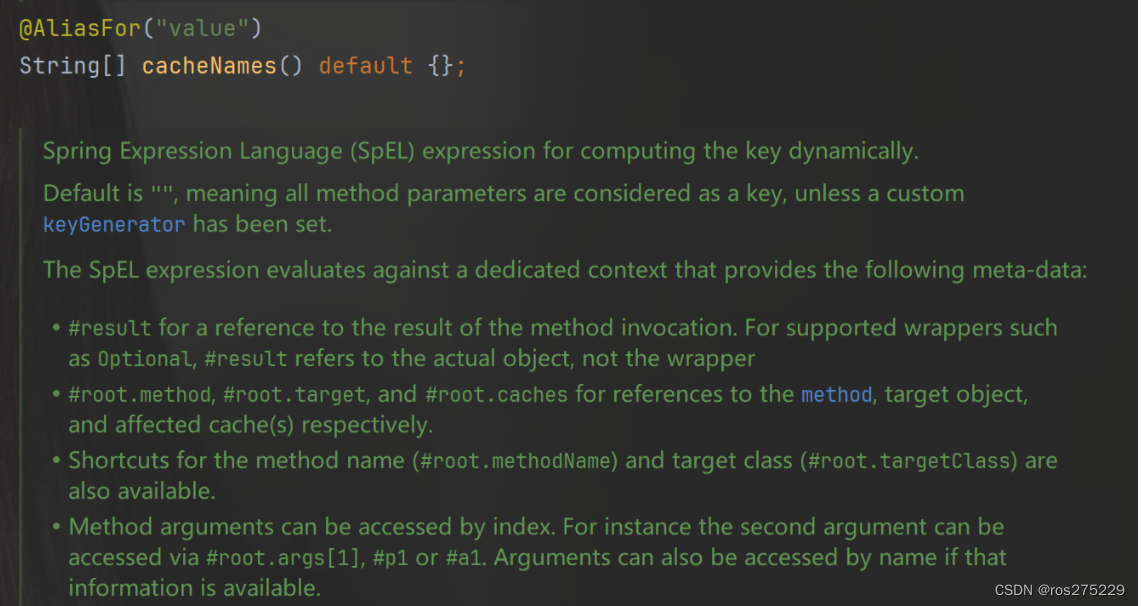 @AliasFor("value")
String[] cacheNames() default {};
Spring Expression Language (SpEL) expression for computing the key dynamically.
Default is "", meaning all method parameters are considered as a key, unless a custom
keyGenerator has been set.
The SpEL expression evaluates against a dedicated context that provides the following meta-data:
• #result for a reference to the result of the method invocation. For supported wrappers such
as Optional, #result refers to the actual object, not the wrapper
• #root.method, #root.target, and #root.caches for references to the method, target object,
and affected cache(s) respectively.
• Shortcuts for the method name (#root.methodName) and target class (#root.targetClass) are
also available.
• Method arguments can be accessed by index. For instance the second argument can be
accessed via #root.args[1], #p1 or #a1. Arguments can also be accessed by name if that
information is available.
CSDN @ros275229